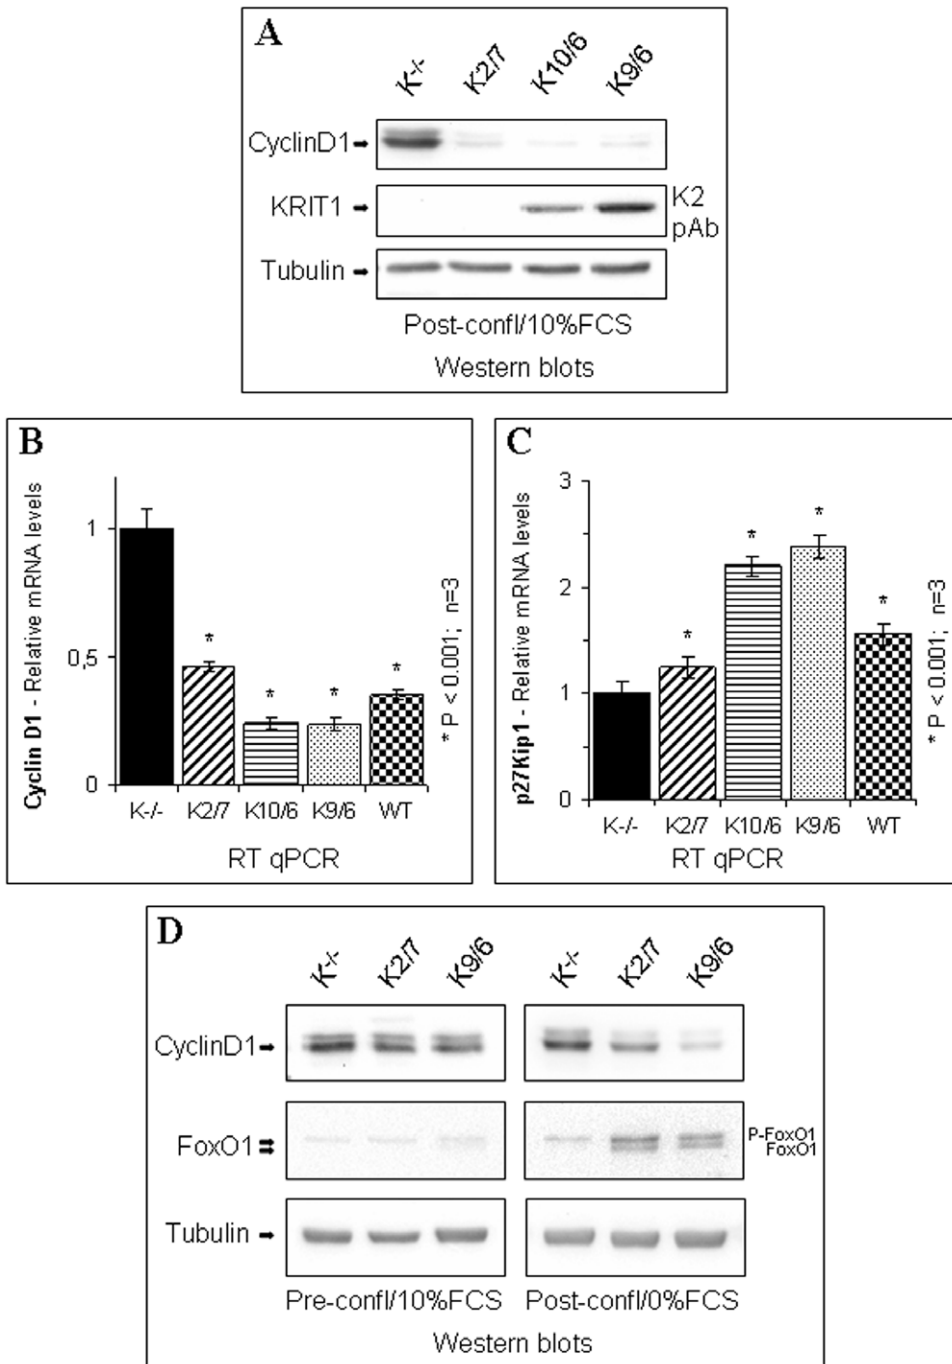 A
K-/- K2/7 K10/6 K9/6
CyclinD1
KRIT1
K2
pAb
Tubulin
Post-confl/10%FCS
Western blots
B
Cyclin D1 - Relative mRNA levels
1
0,5
0
* * * *
K-/- K2/7 K10/6 K9/6 WT
RT qPCR
* P < 0.001; n=3
C
p27Kip1 - Relative mRNA levels
3
2
1
0
* * * *
K-/- K2/7 K10/6 K9/6 WT
RT qPCR
* P < 0.001; n=3
D
K-/- K2/7 K9/6 K-/- K2/7 K9/6
CyclinD1
FoxO1
P-FoxO1
FoxO1
Tubulin
Pre-confl/10%FCS Post-confl/0%FCS
Western blots